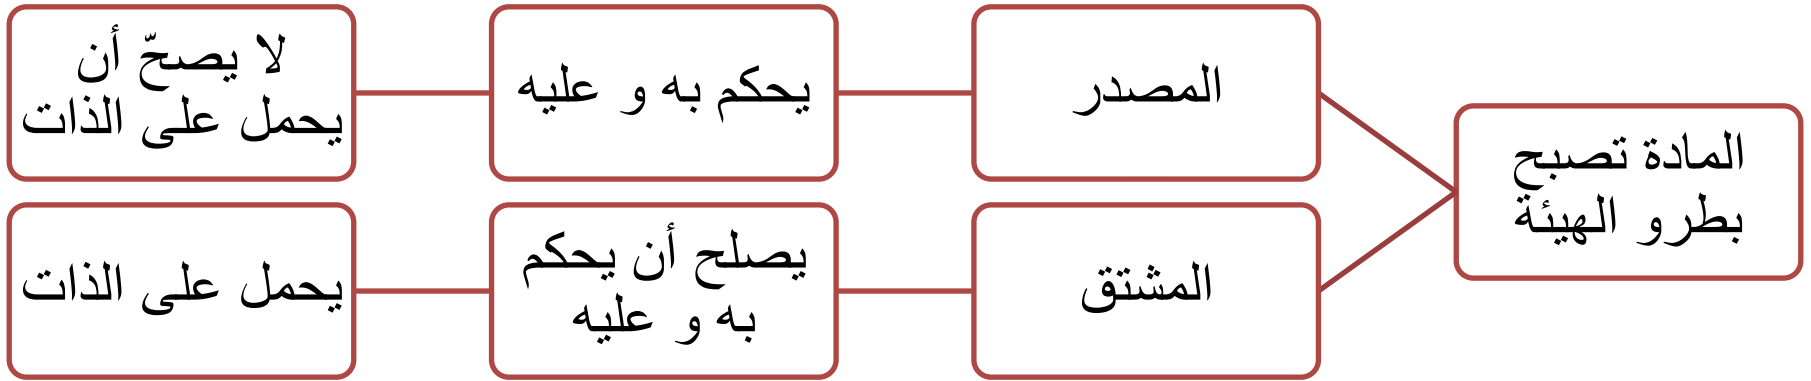 المادة تصبح
بطرو الهيئة
المصدر
يحكم به و عليه
لا يصحّ أن
يحمل على الذات
المشتق
يصلح أن يحكم
به و عليه
يحمل على الذات